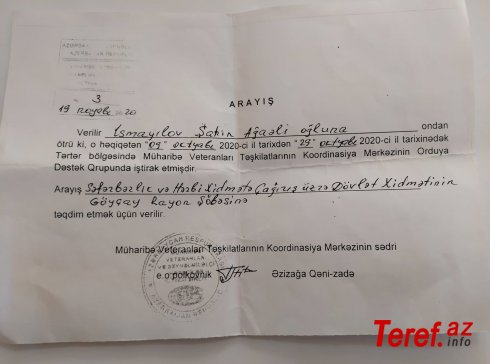 3
19 noyabr 2020
ARAYIŞ
Verilir İsmayılov Şahin Ağaəli oğluna ondan
ötrü ki, o həqiqətən "09" oktyabr 2020-ci il tarixdən "29" oktyabr 2020-ci il tarixinədək
Tərtər bölgəsində Müharibə Veteranları Təşkilatlarının Koordinasiya Mərkəzinin Orduya
Dəstək Qrupunda iştirak etmişdir.
Arayış Səfərbərlik və Hərbi Xidmətə Çağırış üzrə Dövlət Xidmətinin
Göyçay Rayon Şöbəsinə
təqdim etmək üçün verilir.
Müharibə Veteranları Təşkilatlarının Koordinasiya Mərkəzinin sədri
e.o.polkovnik Əzizağa Qəni-zadə
Teref.az
info